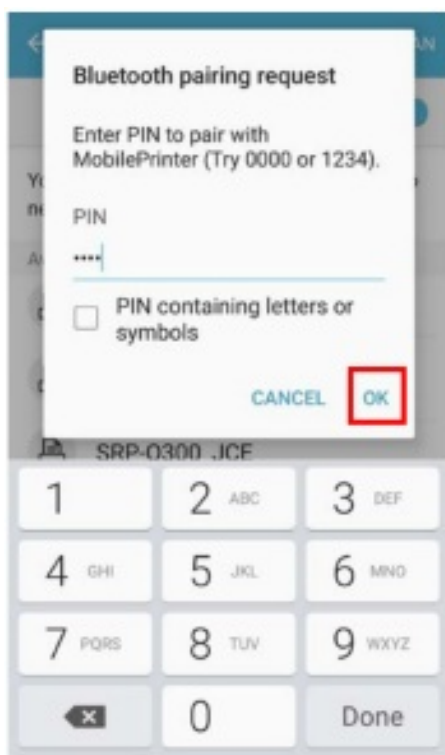 AN
Bluetooth pairing request
Enter PIN to pair with
MobilePrinter (Try 0000 or 1234).
PIN
••••
PIN containing letters or
symbols
CANCEL OK
SRP-Q300_JCE
1 2 ABC 3 DEF
4 GHI 5 JKL 6 MNO
7 PQRS 8 TUV 9 WXYZ
0 Done